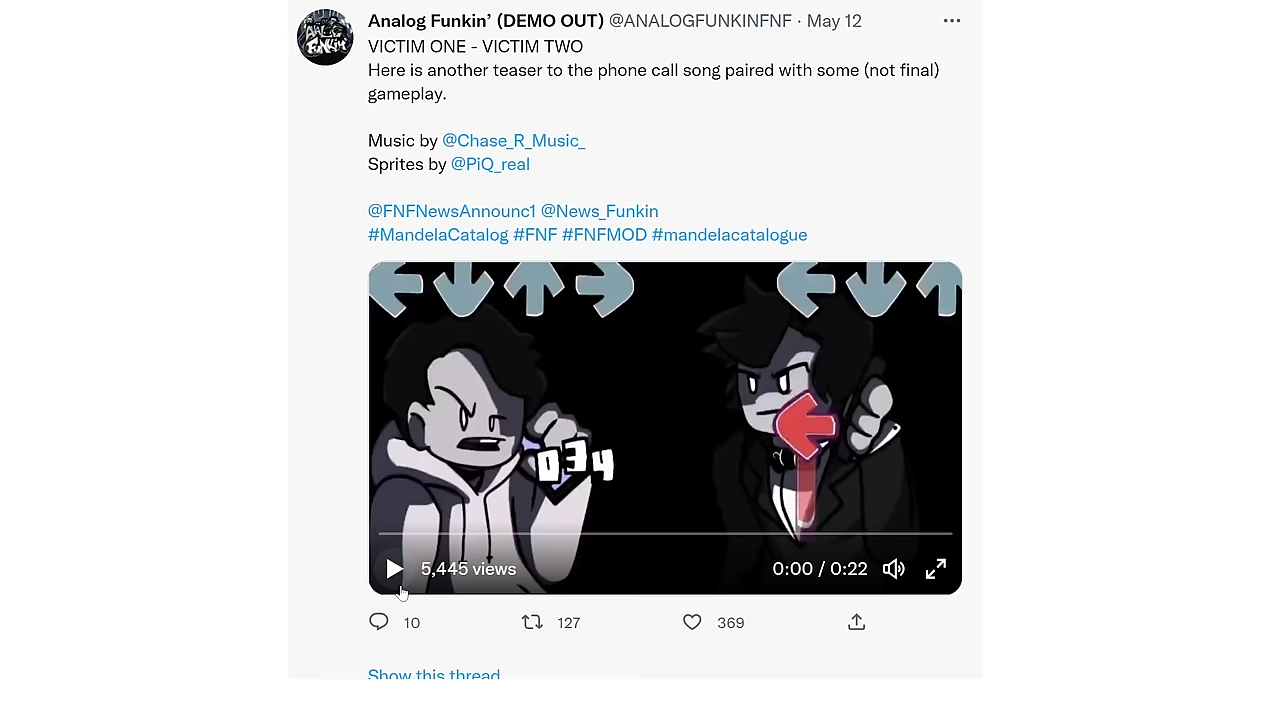 Analog Funkin' (DEMO OUT) @ANALOGFUNKINFNF · May 12
VICTIM ONE - VICTIM TWO
Here is another teaser to the phone call song paired with some (not final)
gameplay.
Music by @Chase_R_Music_
Sprites by @PiQ_real
@FNFNewsAnnounc1 @News_Funkin
#MandelaCatalog #FNF #FNFMOD #mandelacatalogue
034
5,445 views
0:00 / 0:22
10
127
369
Show this thread